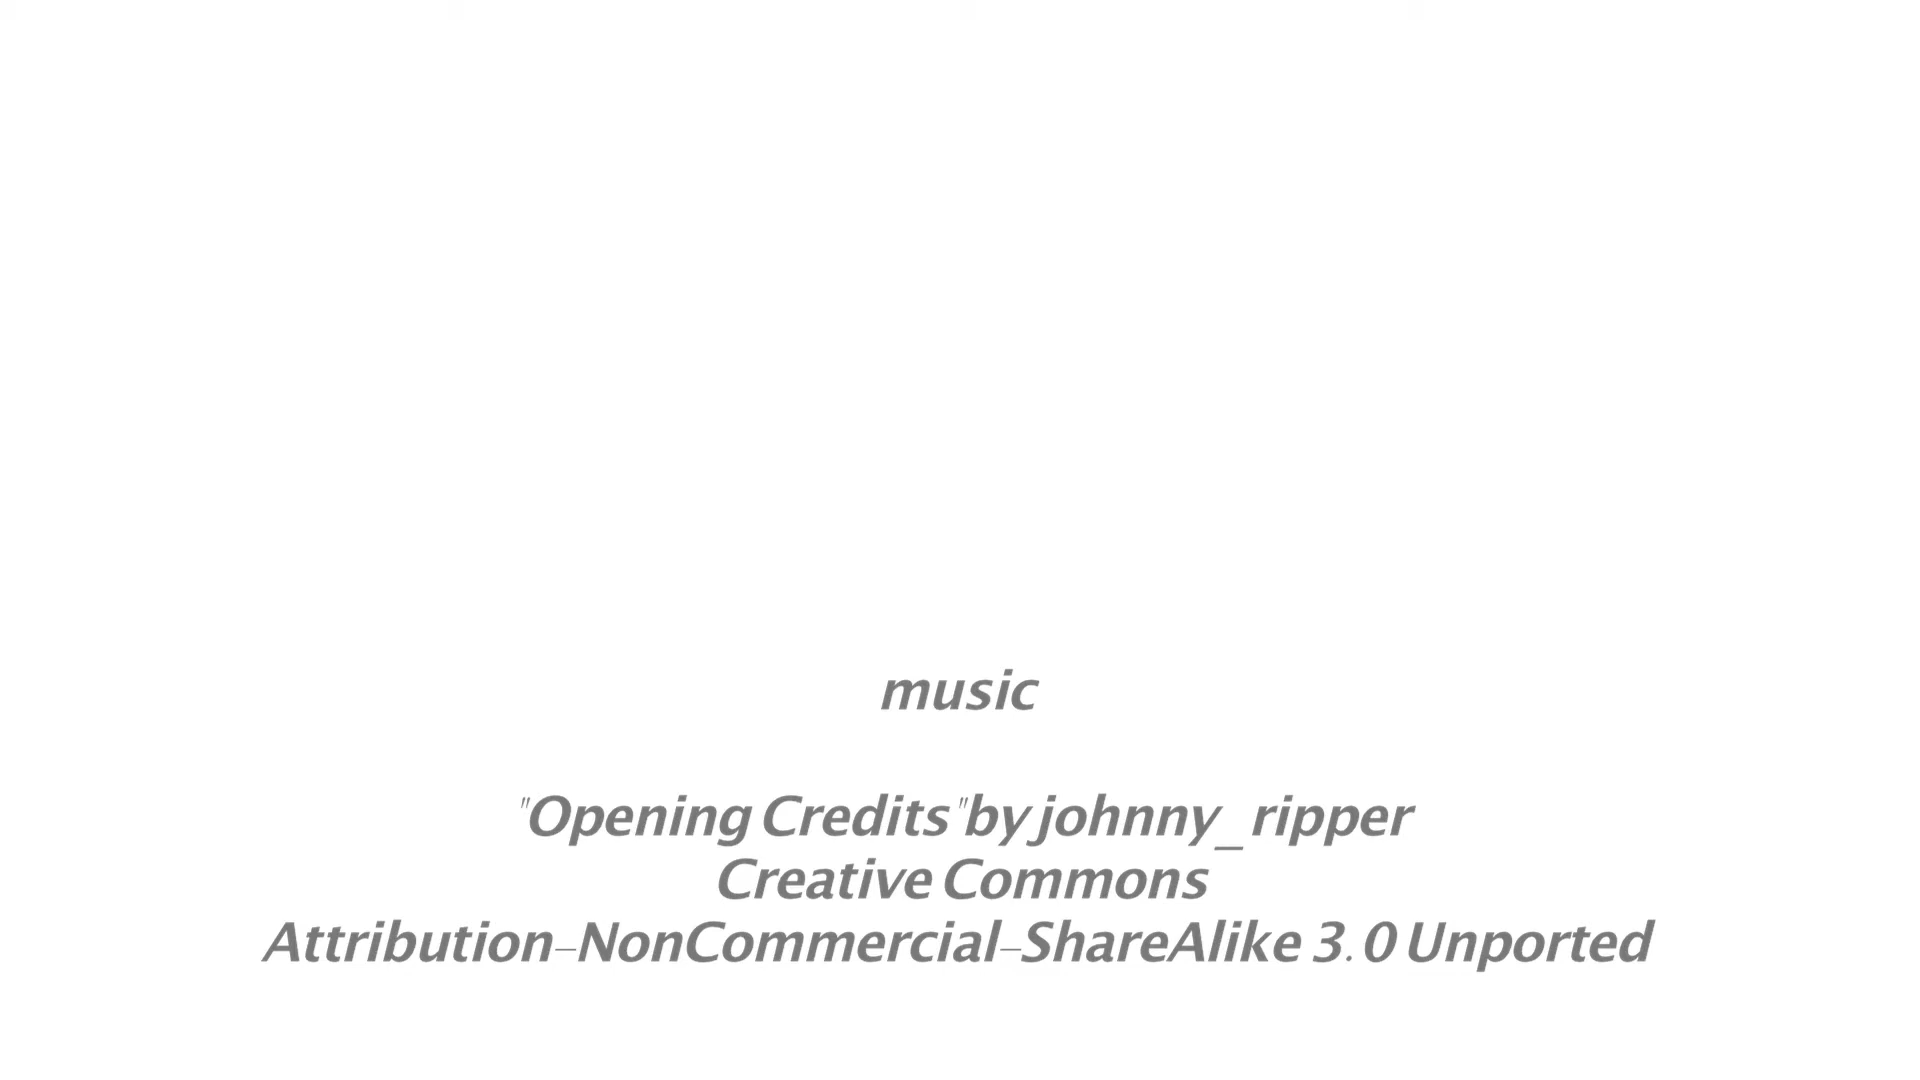 music
"Opening Credits" by johnny_ripper
Creative Commons
Attribution-NonCommercial-ShareAlike 3.0 Unported